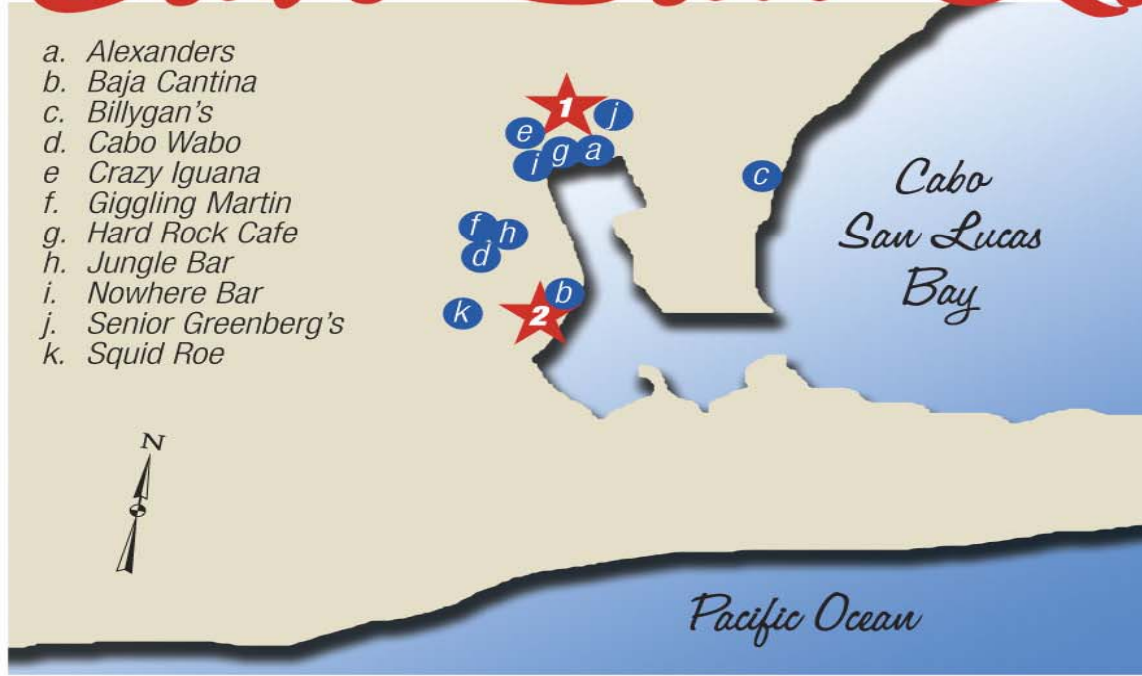 a. Alexanders
b. Baja Cantina
c. Billygan's
d. Cabo Wabo
e Crazy Iguana
f. Giggling Martin
g. Hard Rock Cafe
h. Jungle Bar
i. Nowhere Bar
j. Senior Greenberg's
k. Squid Roe
1
j
e
g
a
i
c
f
h
d
b
2
k
Cabo
San Lucas
Bay
N
Pacific Ocean